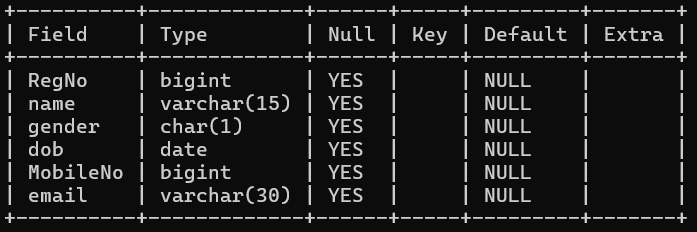 +----------+-------------+------+-----+---------+-------+
| Field    | Type        | Null | Key | Default | Extra |
+----------+-------------+------+-----+---------+-------+
| RegNo    | bigint      | YES  |     | NULL    |       |
| name     | varchar(15) | YES  |     | NULL    |       |
| gender   | char(1)     | YES  |     | NULL    |       |
| dob      | date        | YES  |     | NULL    |       |
| MobileNo | bigint      | YES  |     | NULL    |       |
| email    | varchar(30) | YES  |     | NULL    |       |
+----------+-------------+------+-----+---------+-------+